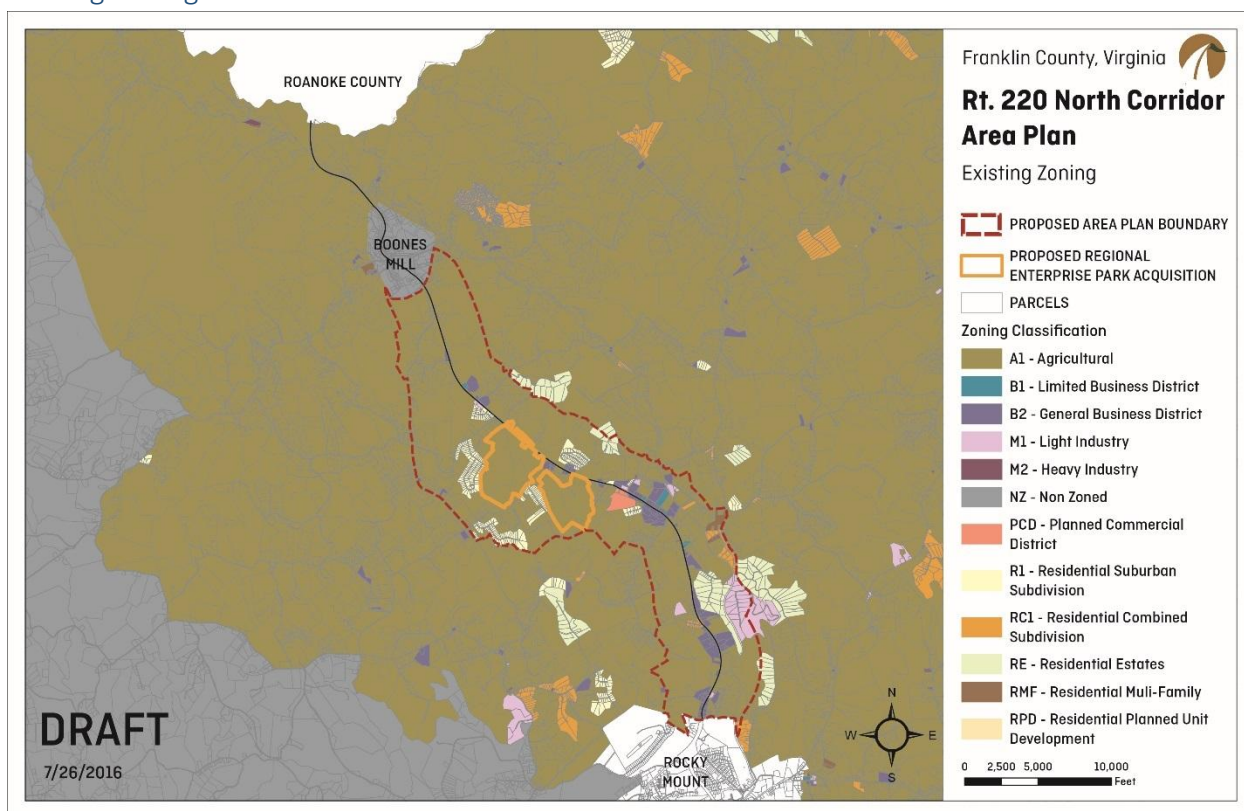 ROANOKE COUNTY
BOONES
MILL
ROCKY
MOUNT
DRAFT
7/26/2016
N
W
E
S
Franklin County, Virginia
Rt. 220 North Corridor
Area Plan
Existing Zoning
PROPOSED AREA PLAN BOUNDARY
PROPOSED REGIONAL
ENTERPRISE PARK ACQUISITION
PARCELS
Zoning Classification
A1 - Agricultural
B1 - Limited Business District
B2 - General Business District
M1 - Light Industry
M2 - Heavy Industry
NZ - Non Zoned
PCD - Planned Commercial
District
R1 - Residential Suburban
Subdivision
RC1 - Residential Combined
Subdivision
RE - Residential Estates
RMF - Residential Muli-Family
RPD - Residential Planned Unit
Development
0 2,500 5,000 10,000
Feet